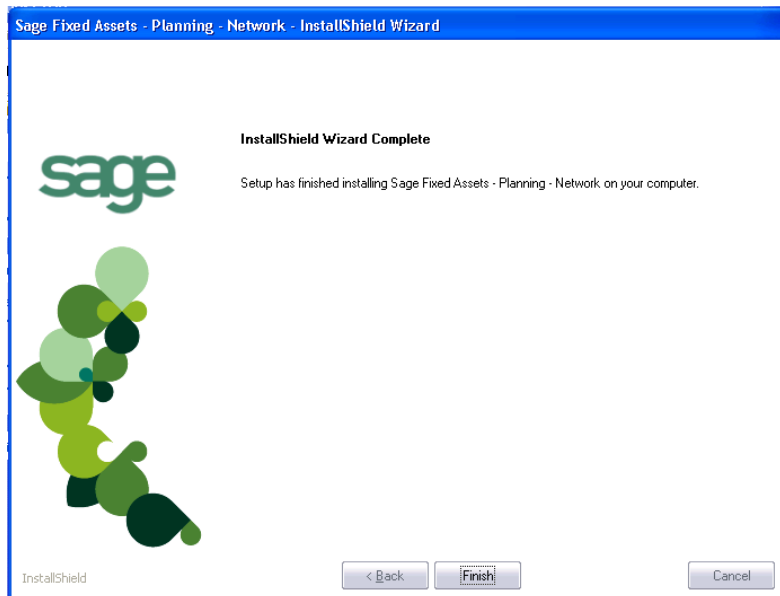 Sage Fixed Assets - Planning - Network - InstallShield Wizard
InstallShield Wizard Complete
sage
Setup has finished installing Sage Fixed Assets - Planning - Network on your computer.
InstallShield
< Back
Finish
Cancel